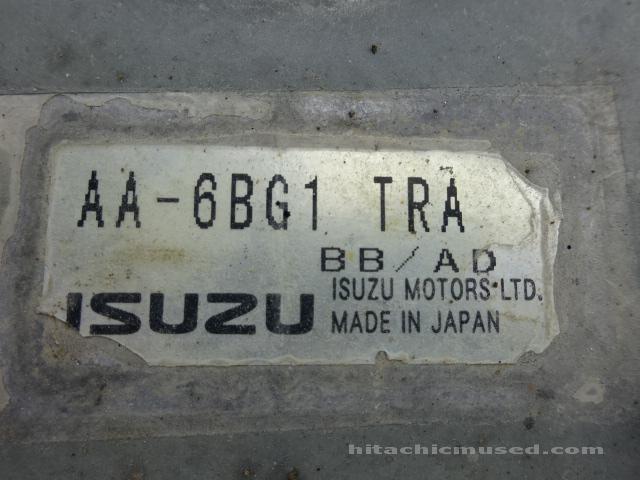 AA-6BG1 TRA
BB/AD
ISUZU
ISUZU MOTORS LTD.
MADE IN JAPAN
hitachicmused.com